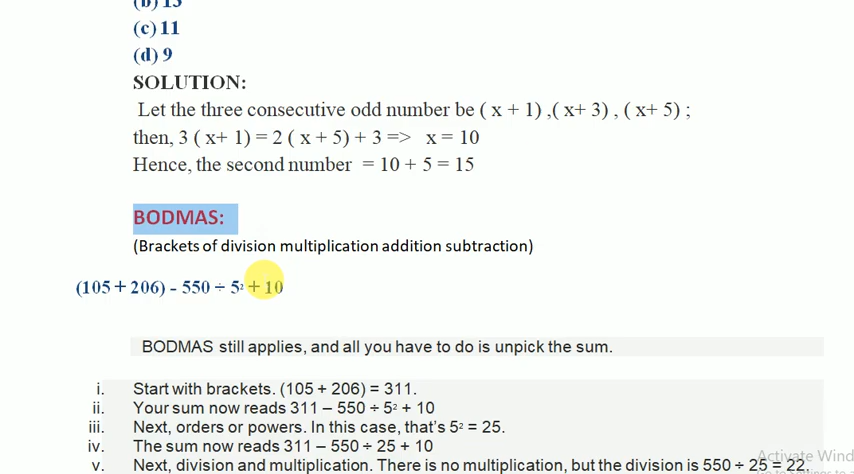 (b) 13
(c) 11
(d) 9
SOLUTION:
Let the three consecutive odd number be ( x + 1) ,( x+ 3) , ( x+ 5) ;
then, 3 ( x+ 1) = 2 ( x + 5) + 3 => x = 10
Hence, the second number = 10 + 5 = 15
BODMAS:
(Brackets of division multiplication addition subtraction)
(105 + 206) - 550 ÷ 5² + 10
BODMAS still applies, and all you have to do is unpick the sum.
i. Start with brackets. (105 + 206) = 311.
ii. Your sum now reads 311 – 550 ÷ 5² + 10
iii. Next, orders or powers. In this case, that's 5² = 25.
iv. The sum now reads 311 – 550 ÷ 25 + 10
Activate Wind
v. Next, division and multiplication. There is no multiplication, but the division is 550 ÷ 25 = 22.